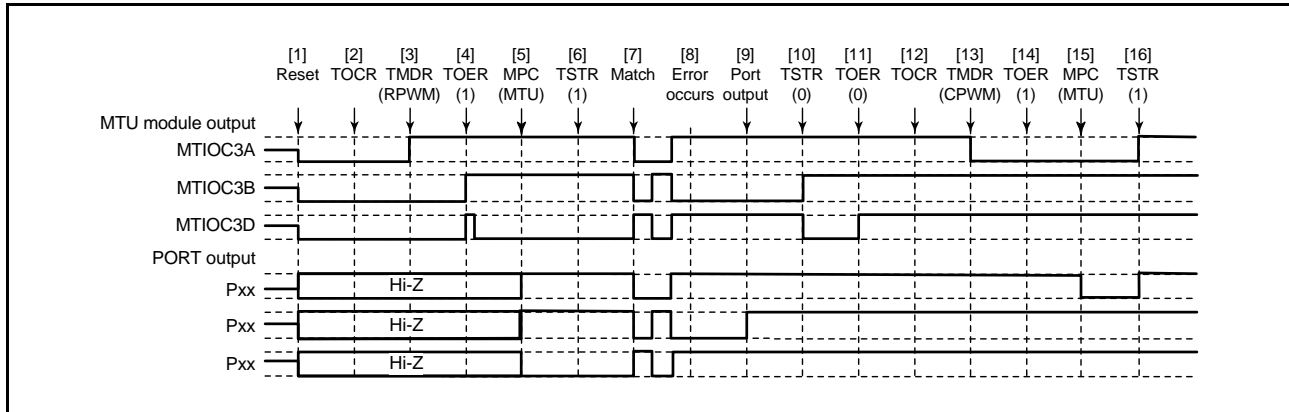 [1] [2] [3] [4] [5] [6] [7] [8] [9] [10] [11] [12] [13] [14] [15] [16]
Reset TOCR TMDR TOER MPC TSTR Match Error Port TSTR TOER TOCR TMDR TOER MPC TSTR
(RPWM) (1) (MTU) (1) occurs output (0) (0) (CPWM) (1) (MTU) (1)
MTU module output
MTIOC3A
MTIOC3B
MTIOC3D
PORT output
Pxx Hi-Z
Pxx Hi-Z
Pxx Hi-Z